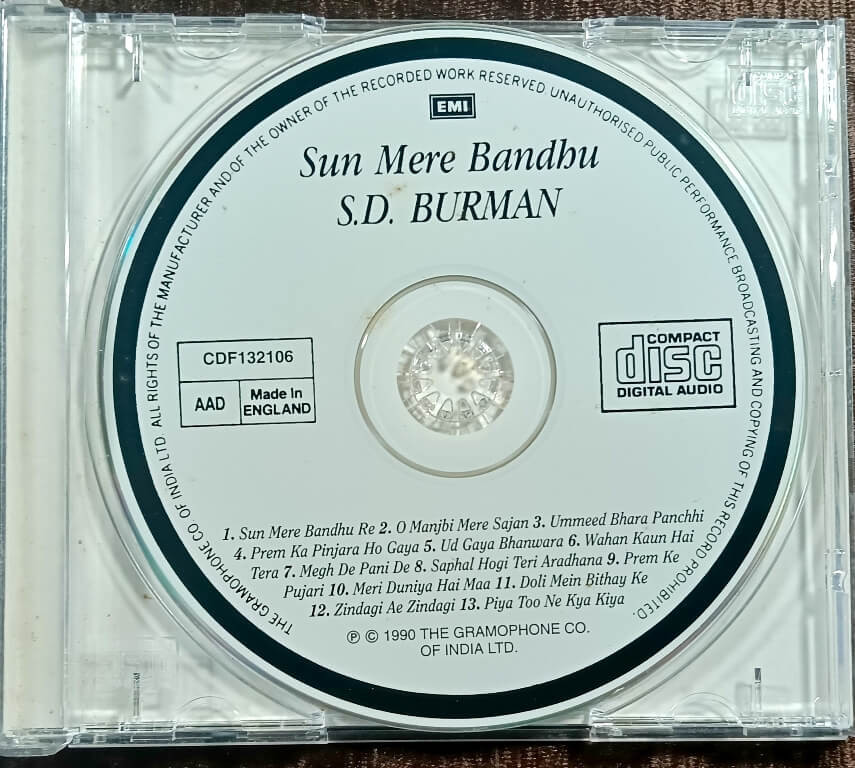 THE GRAMOPHONE CO OF INDIA LTD. ALL RIGHTS OF THE MANUFACTURER AND OF THE OWNER OF THE RECORDED WORK RESERVED UNAUTHORISED PUBLIC PERFORMANCE BROADCASTING AND COPYING OF THIS RECORD PROHIBITED.
EMI
Sun Mere Bandhu
S.D. BURMAN
CDF132106
AAD
Made In
ENGLAND
COMPACT
disc
DIGITAL AUDIO
1. Sun Mere Bandhu Re 2. O Manjbi Mere Sajan 3. Ummeed Bhara Panchhi
4. Prem Ka Pinjara Ho Gaya 5. Ud Gaya Bhanwara 6. Wahan Kaun Hai
Tera 7. Megh De Pani De 8. Saphal Hogi Teri Aradhana 9. Prem Ke
Pujari 10. Meri Duniya Hai Maa 11. Doli Mein Bithay Ke
12. Zindagi Ae Zindagi 13. Piya Too Ne Kya Kiya
℗ © 1990 THE GRAMOPHONE CO.
OF INDIA LTD.
COMPACT
disc
DIGITAL AUDIO